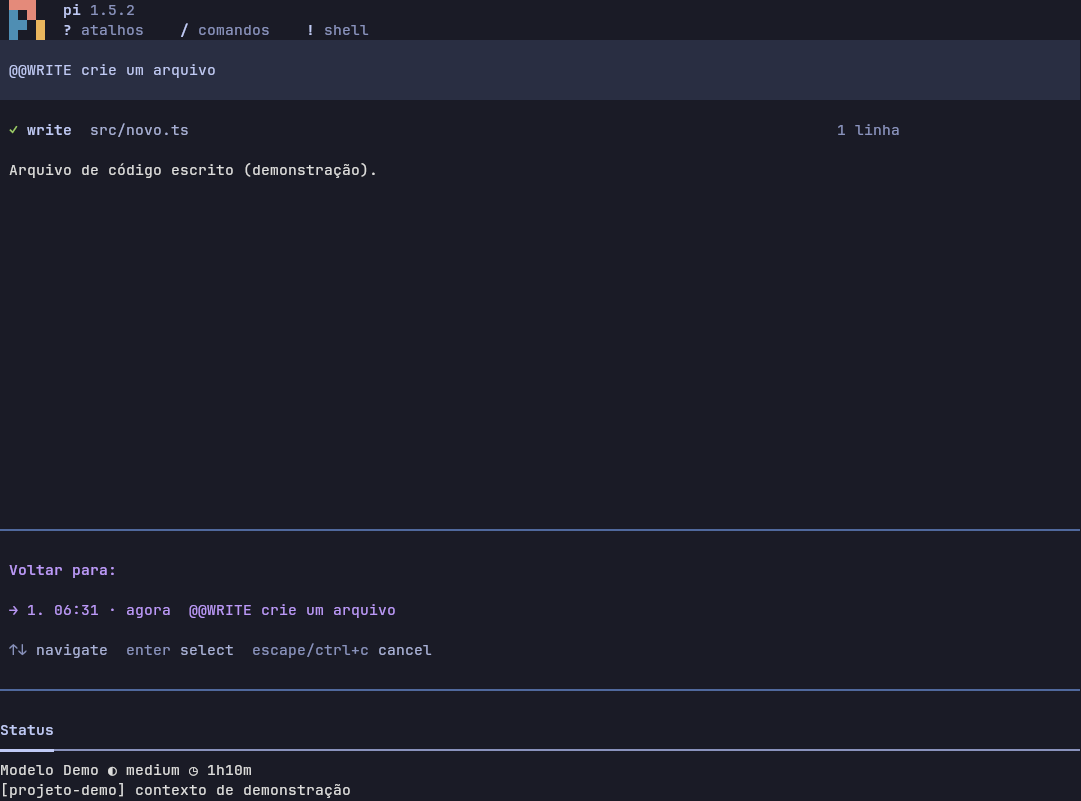 pi 1.5.2
? atalhos / comandos ! shell
@@WRITE crie um arquivo
✓ write src/novo.ts 1 linha
Arquivo de código escrito (demonstração).
Voltar para:
→ 1. 06:31 · agora @@WRITE crie um arquivo
↑↓ navigate enter select escape/ctrl+c cancel
Status
Modelo Demo ◐ medium ◷ 1h10m
[projeto-demo] contexto de demonstração